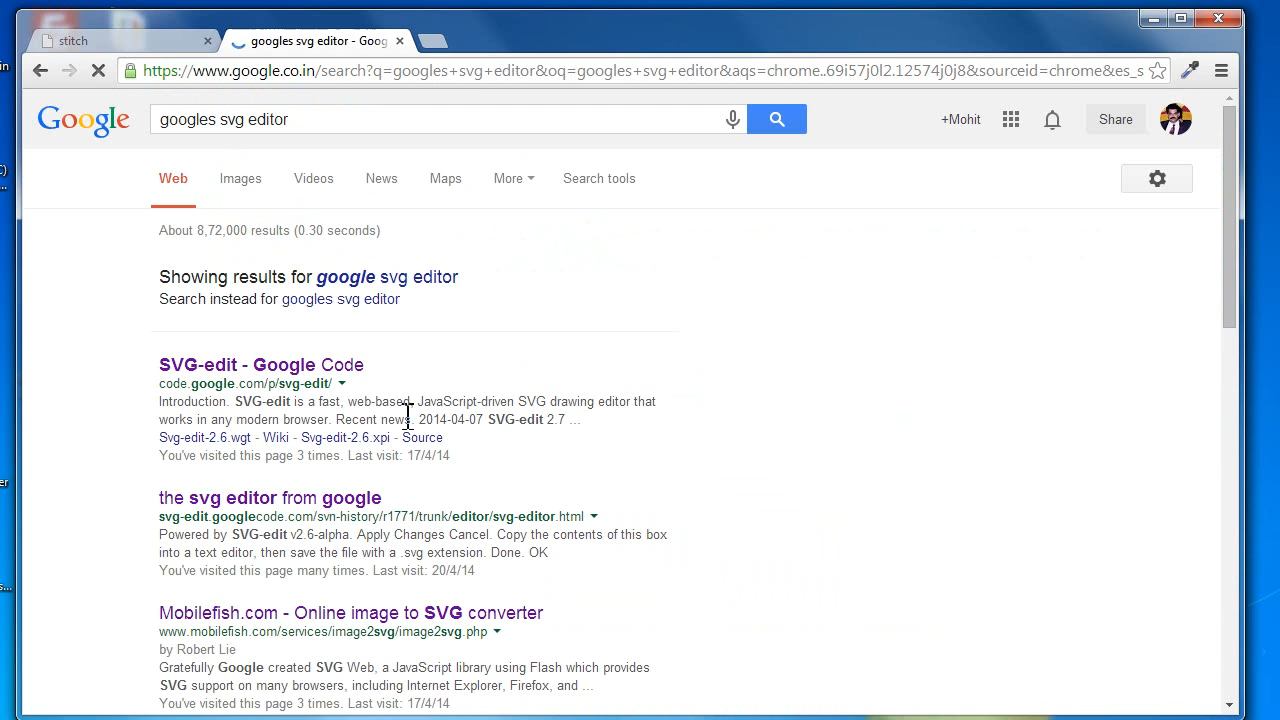 in
stitch
googles svg editor - Goog
https://www.google.co.in/search?q=googles+svg+editor&oq=googles+svg+editor&aqs=chrome..69i57j0l2.12574j0j8&sourceid=chrome&es_s
Google
googles svg editor
+Mohit
Share
Web Images Videos News Maps More Search tools
About 8,72,000 results (0.30 seconds)
Showing results for google svg editor
Search instead for googles svg editor
SVG-edit - Google Code
code.google.com/p/svg-edit/
Introduction. SVG-edit is a fast, web-based, JavaScript-driven SVG drawing editor that
works in any modern browser. Recent news. 2014-04-07 SVG-edit 2.7 ...
Svg-edit-2.6.wgt - Wiki - Svg-edit-2.6.xpi - Source
You've visited this page 3 times. Last visit: 17/4/14
the svg editor from google
svg-edit.googlecode.com/svn-history/r1771/trunk/editor/svg-editor.html
Powered by SVG-edit v2.6-alpha. Apply Changes Cancel. Copy the contents of this box
into a text editor, then save the file with a .svg extension. Done. OK
You've visited this page many times. Last visit: 20/4/14
Mobilefish.com - Online image to SVG converter
www.mobilefish.com/services/image2svg/image2svg.php
by Robert Lie
Gratefully Google created SVG Web, a JavaScript library using Flash which provides
SVG support on many browsers, including Internet Explorer, Firefox, and ...
You've visited this page 3 times. Last visit: 17/4/14